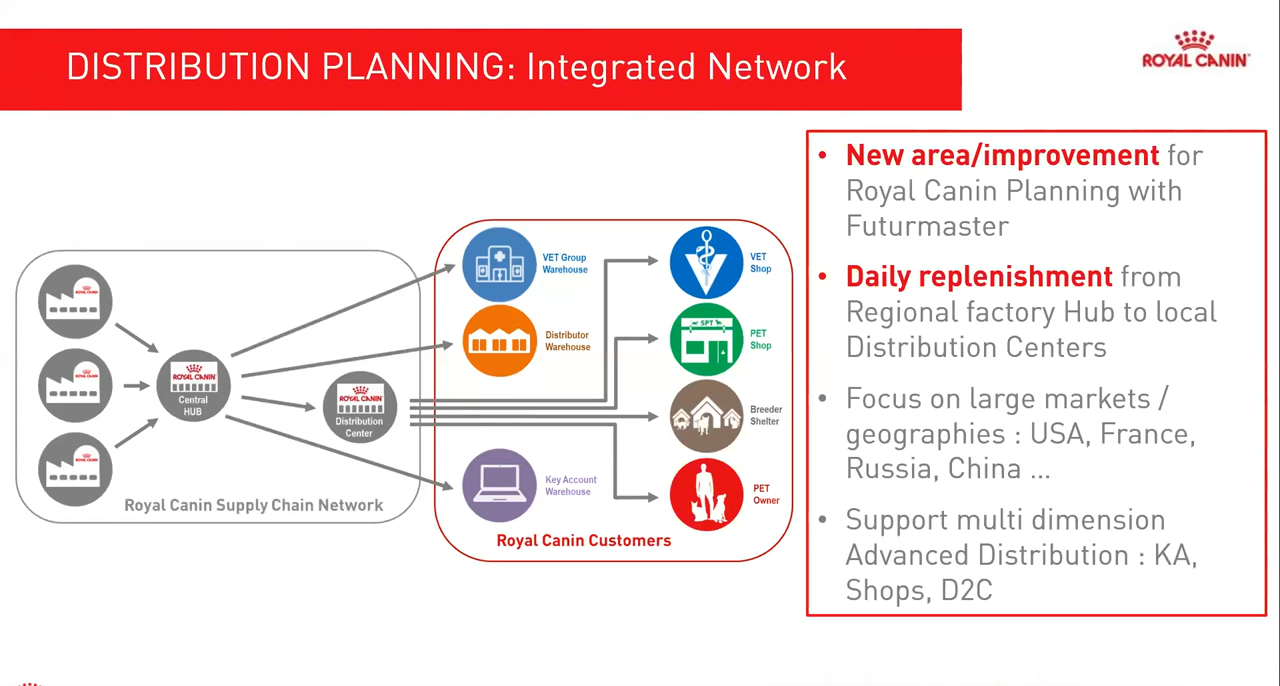 DISTRIBUTION PLANNING: Integrated Network
ROYAL CANIN
VET Group
Warehouse
Distributor
Warehouse
Key Account
Warehouse
VET
Shop
SPT
PET
Shop
Breeder
Shelter
PET
Owner
ROYAL CANIN
ROYAL CANIN
ROYAL CANIN
ROYAL CANIN
Central
HUB
ROYAL CANIN
Distribution
Center
Royal Canin Supply Chain Network
Royal Canin Customers
• New area/improvement for
Royal Canin Planning with
Futurmaster
• Daily replenishment from
Regional factory Hub to local
Distribution Centers
• Focus on large markets /
geographies : USA, France,
Russia, China ...
• Support multi dimension
Advanced Distribution : KA,
Shops, D2C